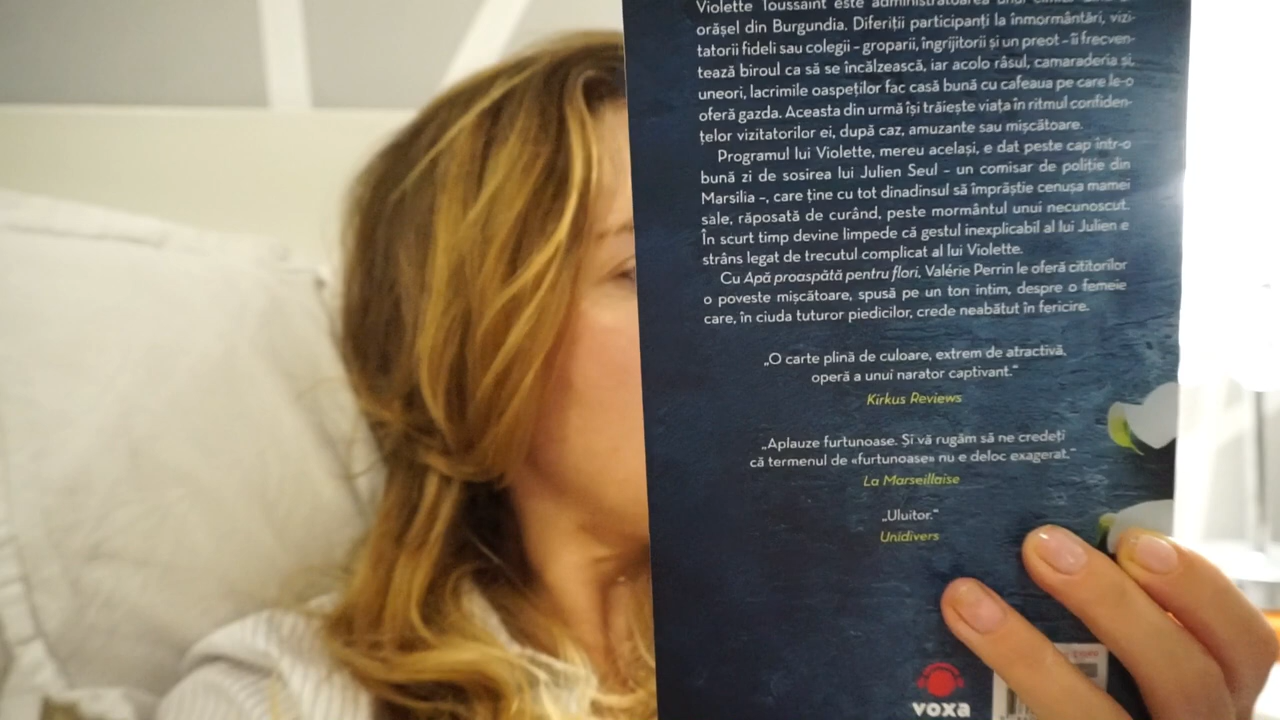 Violette Toussaint este administratoarea unui
orășel din Burgundia. Diferiții participanți la înmormântări, vizi-
tatorii fideli sau colegii – groparii, îngrijitorii și un preot – îi frecven-
tează biroul ca să se încălzească, iar acolo râsul, camaraderia și,
uneori, lacrimile oaspeților fac casă bună cu cafeaua pe care le-o
oferă gazda. Aceasta din urmă își trăiește viața în ritmul confiden-
țelor vizitatorilor ei, după caz, amuzante sau mișcătoare.
Programul lui Violette, mereu același, e dat peste cap într-o
bună zi de sosirea lui Julien Seul – un comisar de poliție din
Marsilia –, care ține cu tot dinadinsul să împrăștie cenușa mamei
sale, răposată de curând, peste mormântul unui necunoscut.
În scurt timp devine limpede că gestul inexplicabil al lui Julien e
strâns legat de trecutul complicat al lui Violette.
Cu Apă proaspătă pentru flori, Valérie Perrin le oferă cititorilor
o poveste mișcătoare, spusă pe un ton intim, despre o femeie
care, în ciuda tuturor piedicilor, crede neabătut în fericire.
„O carte plină de culoare, extrem de atractivă,
operă a unui narator captivant.“
Kirkus Reviews
„Aplauze furtunoase. Și vă rugăm să ne credeți
că termenul de «furtunoase» nu e deloc exagerat.“
La Marseillaise
„Uluitor.“
Unidivers
voxa